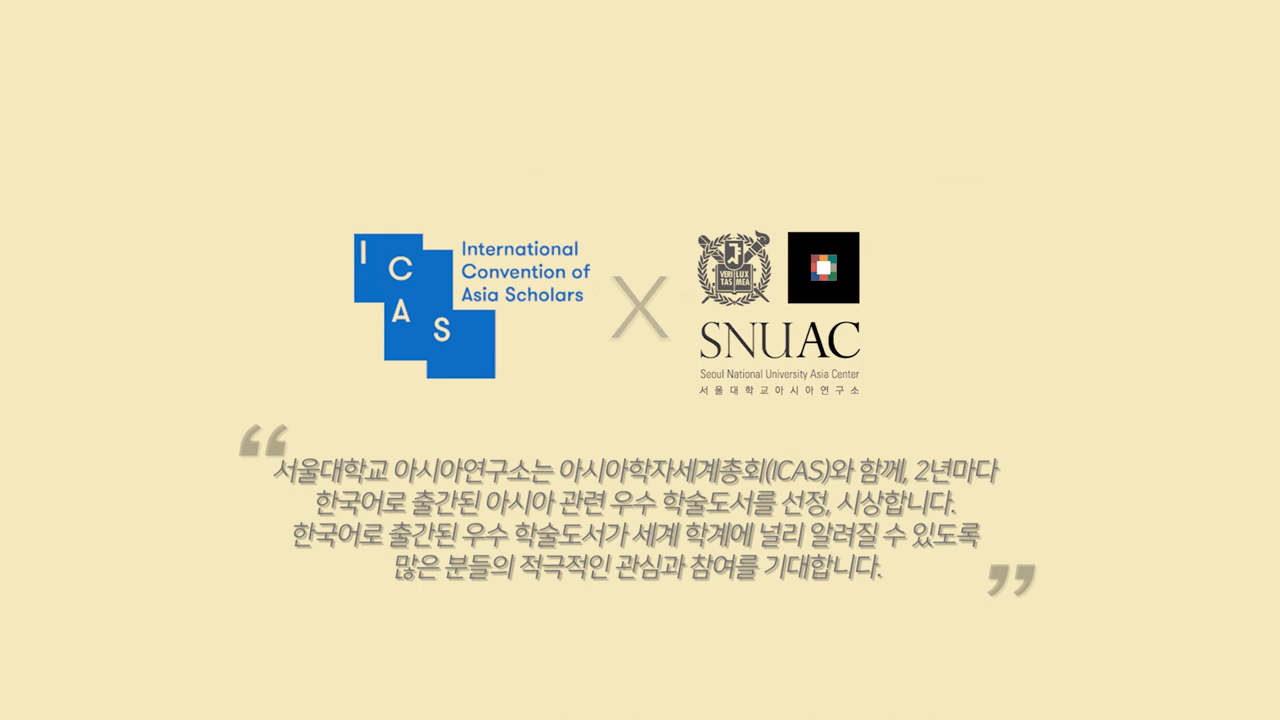 I
C
A
S
International
Convention of
Asia Scholars
X
VERI LUX
TAS MEA
SNUAC
Seoul National University Asia Center
서울대학교아시아연구소
“서울대학교 아시아연구소는 아시아학자세계총회(ICAS)와 함께, 2년마다
한국어로 출간된 아시아 관련 우수 학술도서를 선정, 시상합니다.
한국어로 출간된 우수 학술도서가 세계 학계에 널리 알려질 수 있도록
많은 분들의 적극적인 관심과 참여를 기대합니다.”